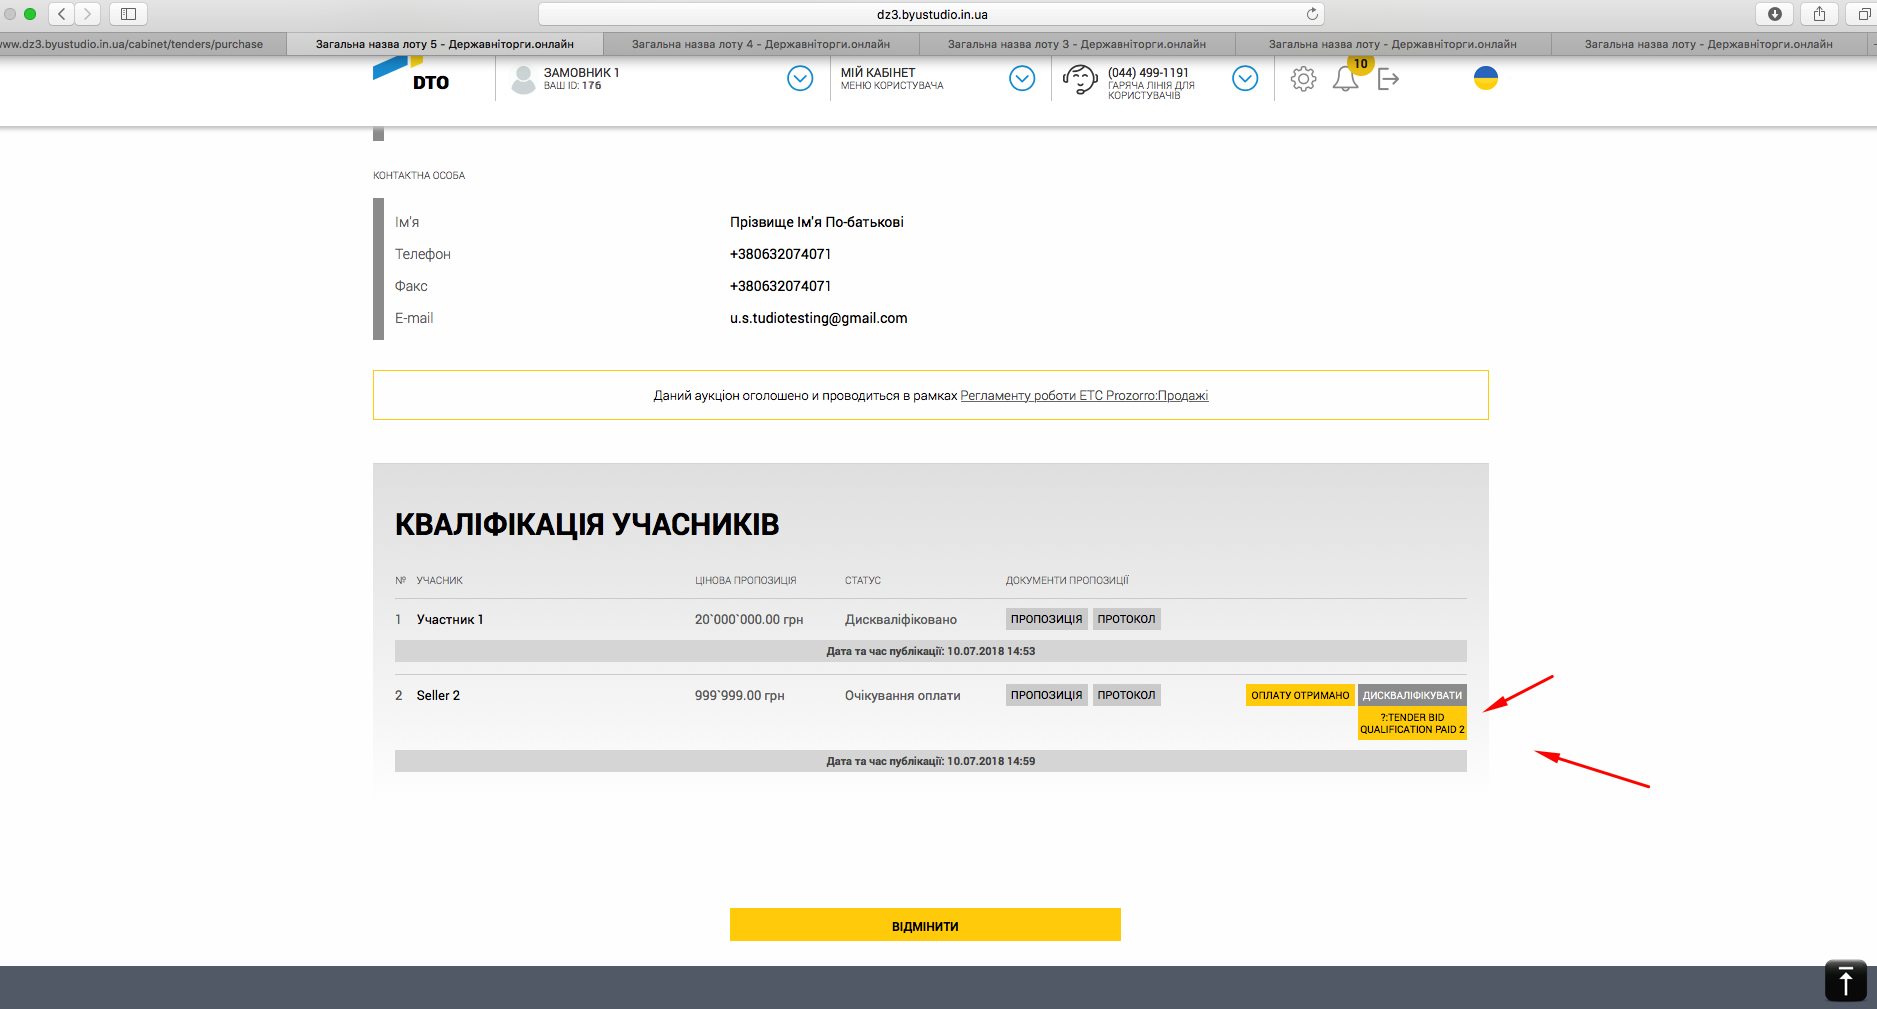 dz3.byustudio.in.ua
www.dz3.byustudio.in.ua/cabinet/tenders/purchase
Загальна назва лоту 5 - Державніторги.онлайн
Загальна назва лоту 4 - Державніторги.онлайн
Загальна назва лоту 3 - Державніторги.онлайн
Загальна назва лоту - Державніторги.онлайн
Загальна назва лоту - Державніторги.онлайн
DTO
ЗАМОВНИК 1
ВАШ ID: 176
МІЙ КАБІНЕТ
МЕНЮ КОРИСТУВАЧА
(044) 499-1191
ГАРЯЧА ЛІНІЯ ДЛЯ
КОРИСТУВАЧІВ
10
КОНТАКТНА ОСОБА
Ім'я
Прізвище Ім'я По-батькові
Телефон
+380632074071
Факс
+380632074071
E-mail
u.s.tudiotesting@gmail.com
Даний аукціон оголошено и проводиться в рамках Регламенту роботи ЕТС Prozorro:Продажі
КВАЛІФІКАЦІЯ УЧАСНИКІВ
№ УЧАСНИК ЦІНОВА ПРОПОЗИЦІЯ СТАТУС ДОКУМЕНТИ ПРОПОЗИЦІЇ
1 Участник 1 20`000`000.00 грн Дискваліфіковано ПРОПОЗИЦІЯ ПРОТОКОЛ
Дата та час публікації: 10.07.2018 14:53
2 Seller 2 999`999.00 грн Очікування оплати ПРОПОЗИЦІЯ ПРОТОКОЛ ОПЛАТУ ОТРИМАНО ДИСКВАЛІФІКУВАТИ
?:TENDER BID
QUALIFICATION PAID 2
Дата та час публікації: 10.07.2018 14:59
ВІДМІНИТИ